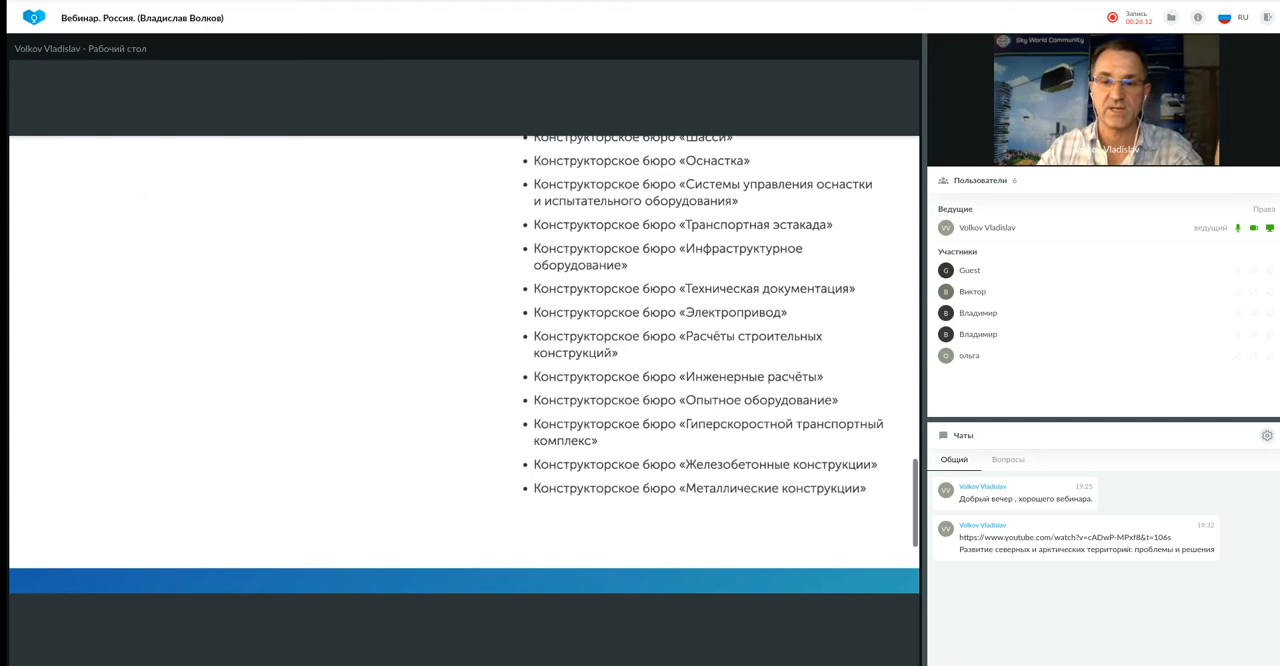 Вебинар. Россия. (Владислав Волков)
Запись
00:26:12
RU
Volkov Vladislav - Рабочий стол
• Конструкторское бюро «Шасси»
• Конструкторское бюро «Оснастка»
• Конструкторское бюро «Системы управления оснастки
и испытательного оборудования»
• Конструкторское бюро «Транспортная эстакада»
• Конструкторское бюро «Инфраструктурное
оборудование»
• Конструкторское бюро «Техническая документация»
• Конструкторское бюро «Электропривод»
• Конструкторское бюро «Расчёты строительных
конструкций»
• Конструкторское бюро «Инженерные расчёты»
• Конструкторское бюро «Опытное оборудование»
• Конструкторское бюро «Гиперскоростной транспортный
комплекс»
• Конструкторское бюро «Железобетонные конструкции»
• Конструкторское бюро «Металлические конструкции»
Sky World Community
Vladislav
Пользователи 6
Ведущие Права
VV Volkov Vladislav ведущий
Участники
G Guest
В Виктор
В Владимир
В Владимир
О ольга
Чаты
Общий Вопросы
VV Volkov Vladislav 19:25
Добрый вечер , хорошего вебинара.
VV Volkov Vladislav 19:32
https://www.youtube.com/watch?v=cADwP-MPxf8&t=106s
Развитие северных и арктических территорий: проблемы и решения